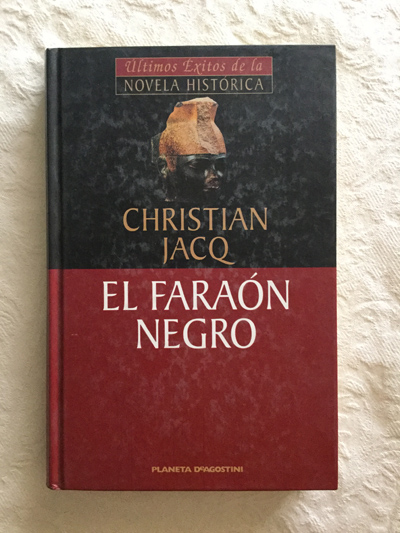 Últimos Éxitos de la
NOVELA HISTÓRICA
CHRISTIAN
JACQ
EL FARAÓN
NEGRO
PLANETA DEAGOSTINI